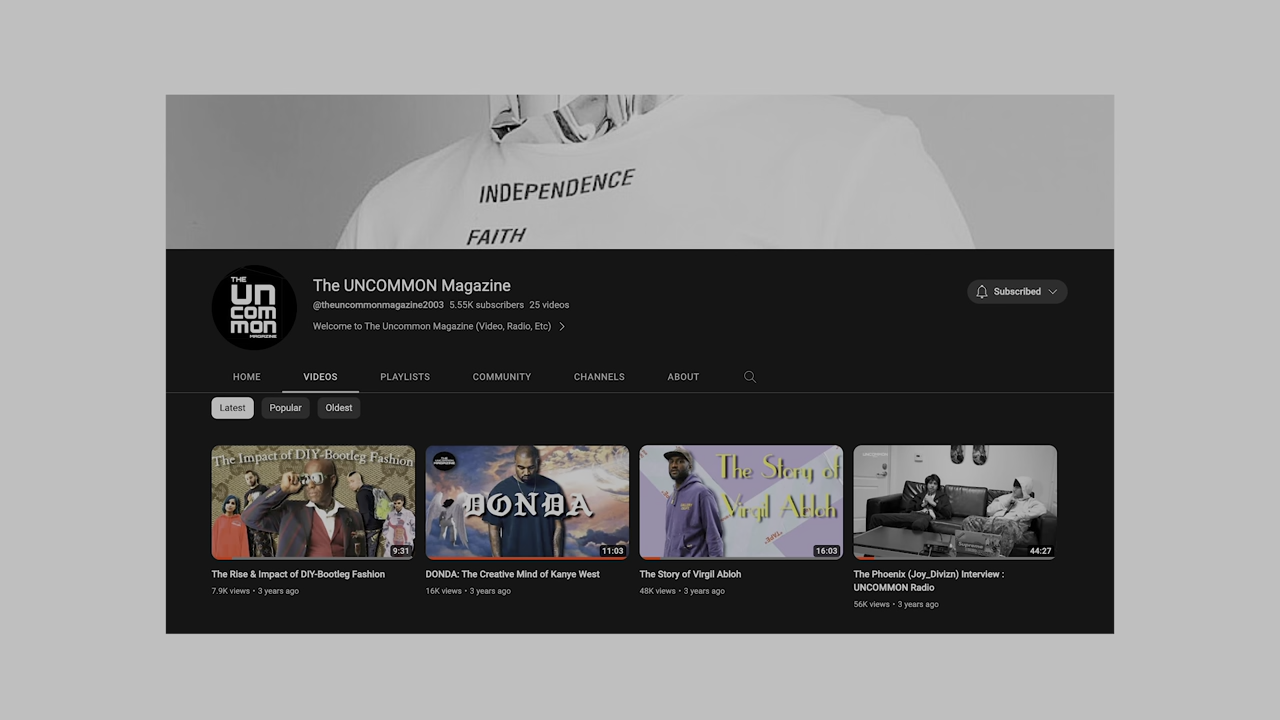 INDEPENDENCE
FAITH
THE
UN
COM
MON
MAGAZINE
The UNCOMMON Magazine
@theuncommonmagazine2003 5.55K subscribers 25 videos
Welcome to The Uncommon Magazine (Video, Radio, Etc)
Subscribed
HOME VIDEOS PLAYLISTS COMMUNITY CHANNELS ABOUT
Latest Popular Oldest
The Impact of DIY-Bootleg Fashion
9:31
THE
UNCOMMON
MAGAZINE
DONDA
11:03
The Story of
Virgil Abloh
16:03
44:27
The Rise & Impact of DIY-Bootleg Fashion
7.9K views • 3 years ago
DONDA: The Creative Mind of Kanye West
16K views • 3 years ago
The Story of Virgil Abloh
48K views • 3 years ago
The Phoenix (Joy_Divizn) Interview :
UNCOMMON Radio
56K views • 3 years ago